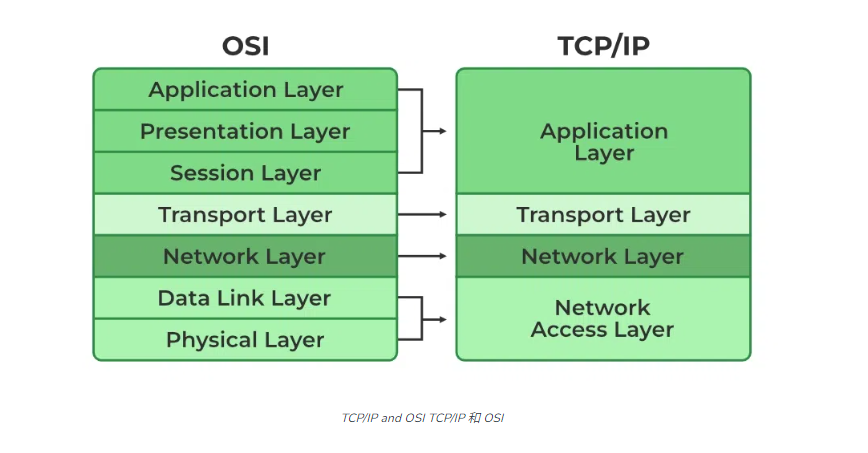 OSI
TCP/IP
Application Layer
Presentation Layer
Session Layer
Transport Layer
Network Layer
Data Link Layer
Physical Layer
Application
Layer
Transport Layer
Network Layer
Network
Access Layer
TCP/IP and OSI TCP/IP 和 OSI